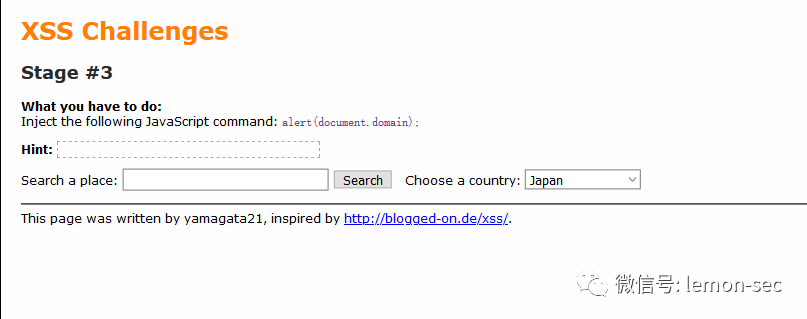 XSS Challenges
Stage #3
What you have to do:
Inject the following JavaScript command: alert(document.domain);
Hint:
Search a place: Search Choose a country: Japan
This page was written by yamagata21, inspired by http://blogged-on.de/xss/.
微信号: lemon-sec